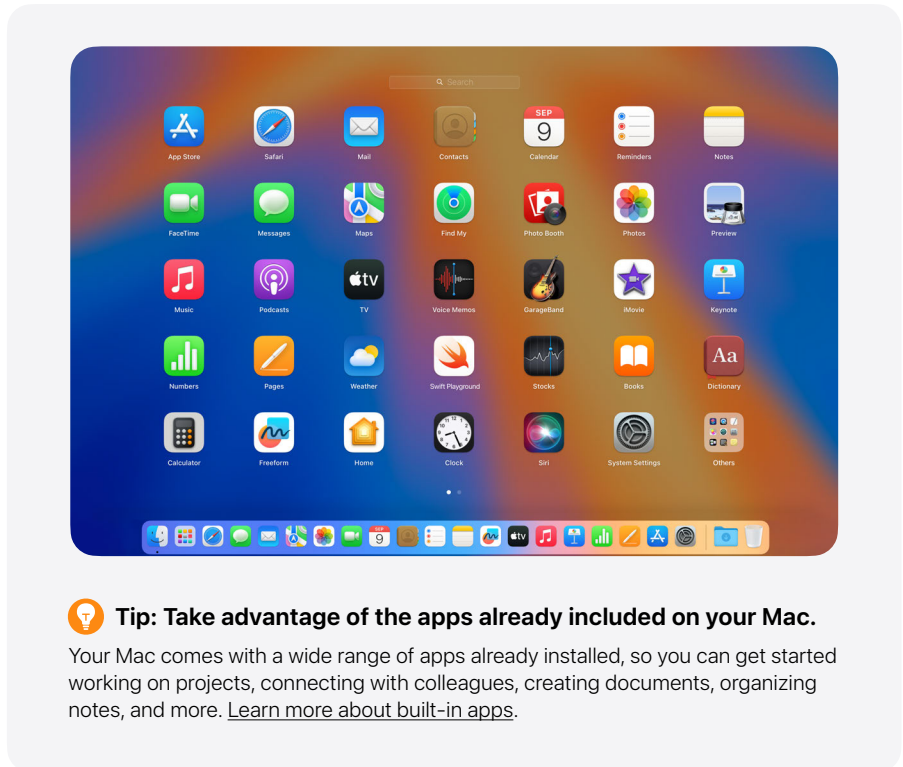 Search
App Store Safari Mail Contacts SEP 9 Calendar Reminders Notes
FaceTime Messages Maps Find My Photo Booth Photos Preview
Music Podcasts tv TV Voice Memos GarageBand iMovie Keynote
Numbers Pages Weather Swift Playground Stocks Books Aa Dictionary
Calculator Freeform Home Clock Siri System Settings Others
SEP 9 tv
Tip: Take advantage of the apps already included on your Mac.
Your Mac comes with a wide range of apps already installed, so you can get started
working on projects, connecting with colleagues, creating documents, organizing
notes, and more. Learn more about built-in apps.